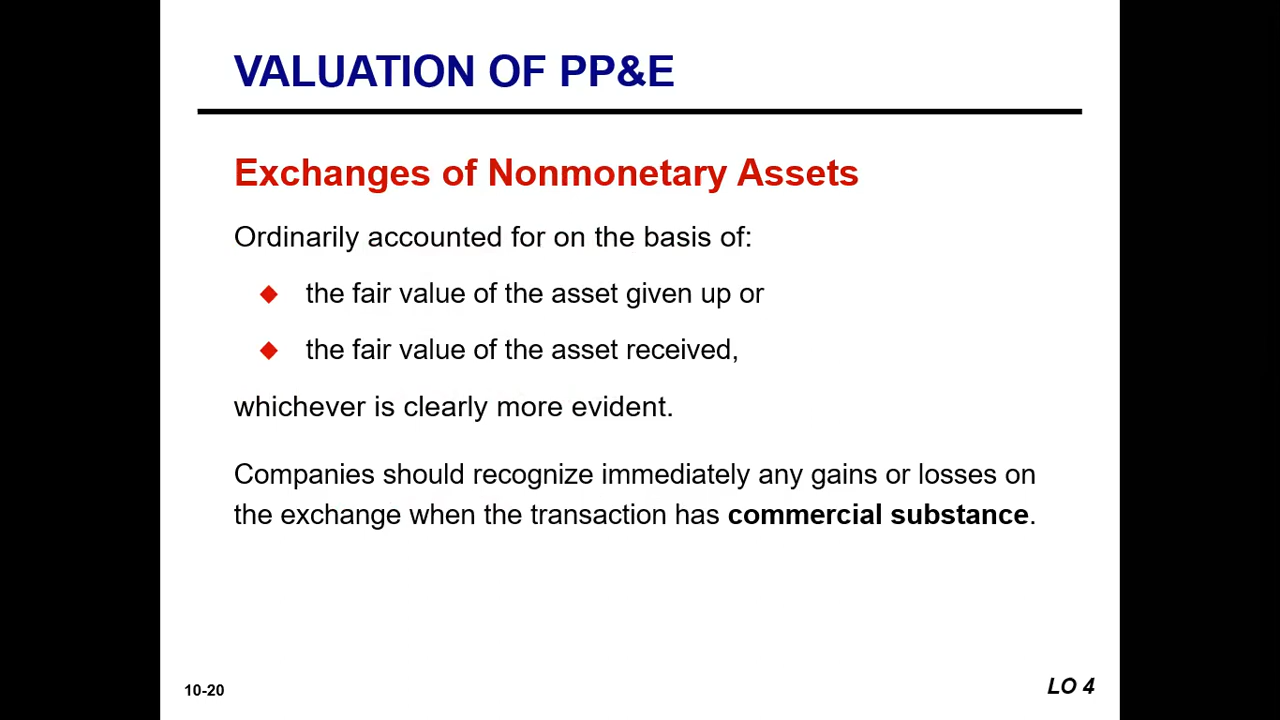 VALUATION OF PP&E
Exchanges of Nonmonetary Assets
Ordinarily accounted for on the basis of:
the fair value of the asset given up or
the fair value of the asset received,
whichever is clearly more evident.
Companies should recognize immediately any gains or losses on
the exchange when the transaction has commercial substance.
10-20
LO 4